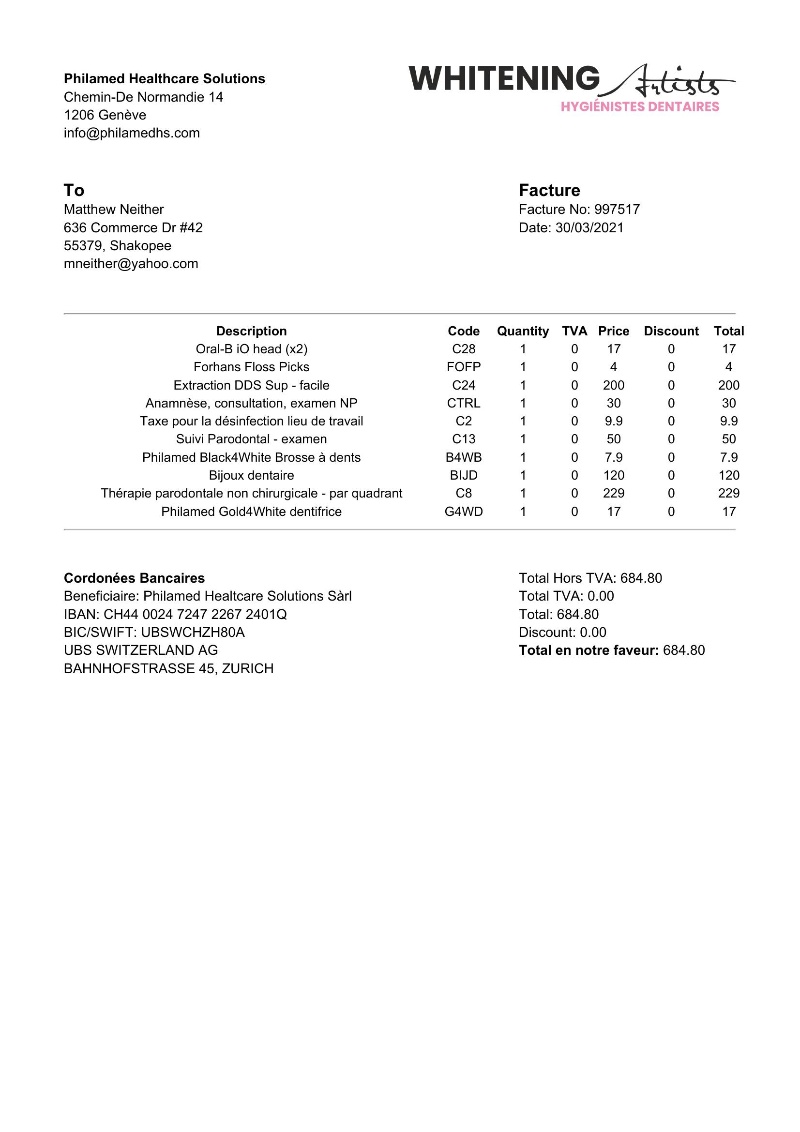 Philamed Healthcare Solutions
Chemin-De Normandie 14
1206 Genève
info@philamedhs.com
WHITENING Artists
HYGIÉNISTES DENTAIRES
To
Matthew Neither
636 Commerce Dr #42
55379, Shakopee
mneither@yahoo.com
Facture
Facture No: 997517
Date: 30/03/2021
Description Code Quantity TVA Price Discount Total
Oral-B iO head (x2) C28 1 0 17 0 17
Forhans Floss Picks FOFP 1 0 4 0 4
Extraction DDS Sup - facile C24 1 0 200 0 200
Anamnèse, consultation, examen NP CTRL 1 0 30 0 30
Taxe pour la désinfection lieu de travail C2 1 0 9.9 0 9.9
Suivi Parodontal - examen C13 1 0 50 0 50
Philamed Black4White Brosse à dents B4WB 1 0 7.9 0 7.9
Bijoux dentaire BIJD 1 0 120 0 120
Thérapie parodontale non chirurgicale - par quadrant C8 1 0 229 0 229
Philamed Gold4White dentifrice G4WD 1 0 17 0 17
Cordonées Bancaires
Beneficiaire: Philamed Healtcare Solutions Sàrl
IBAN: CH44 0024 7247 2267 2401Q
BIC/SWIFT: UBSWCHZH80A
UBS SWITZERLAND AG
BAHNHOFSTRASSE 45, ZURICH
Total Hors TVA: 684.80
Total TVA: 0.00
Total: 684.80
Discount: 0.00
Total en notre faveur: 684.80